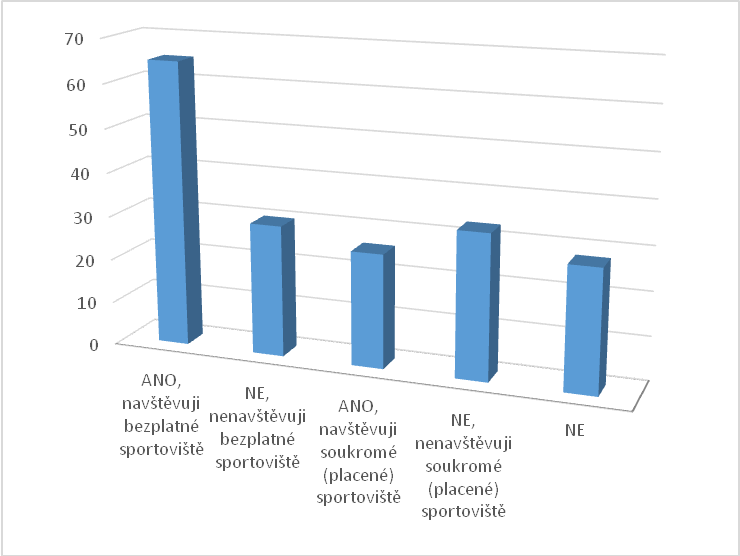 70
60
50
40
30
20
10
0
ANO,
navštěvuji
bezplatné
sportoviště
NE,
nenavštěvuji
bezplatné
sportoviště
ANO,
navštěvuji
soukromé
(placené)
sportoviště
NE,
nenavštěvuji
soukromé
(placené)
sportoviště
NE